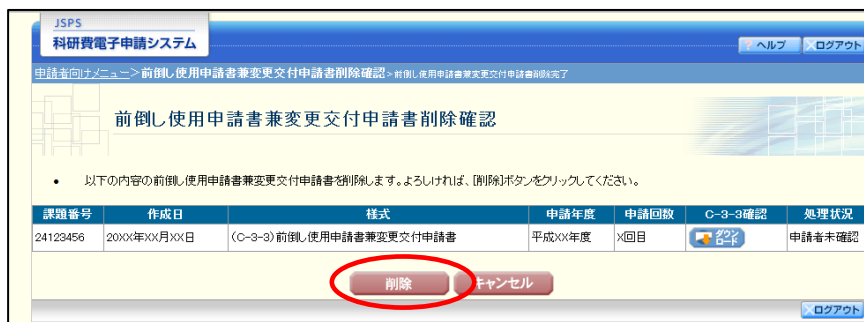 JSPS
科研費電子申請システム
ヘルプ ログアウト
申請者向けメニュー>前倒し使用申請書兼変更交付申請書削除確認>前倒し使用申請書兼変更交付申請書削除完了
前倒し使用申請書兼変更交付申請書削除確認
• 以下の内容の前倒し使用申請書兼変更交付申請書を削除します。よろしければ、[削除]ボタンをクリックしてください。
課題番号 作成日 様式 申請年度 申請回数 C-3-3確認 処理状況
24123456 20XX年XX月XX日 (C-3-3)前倒し使用申請書兼変更交付申請書 平成XX年度 X回目 ダウンロード 申請者未確認
削除 キャンセル
ログアウト